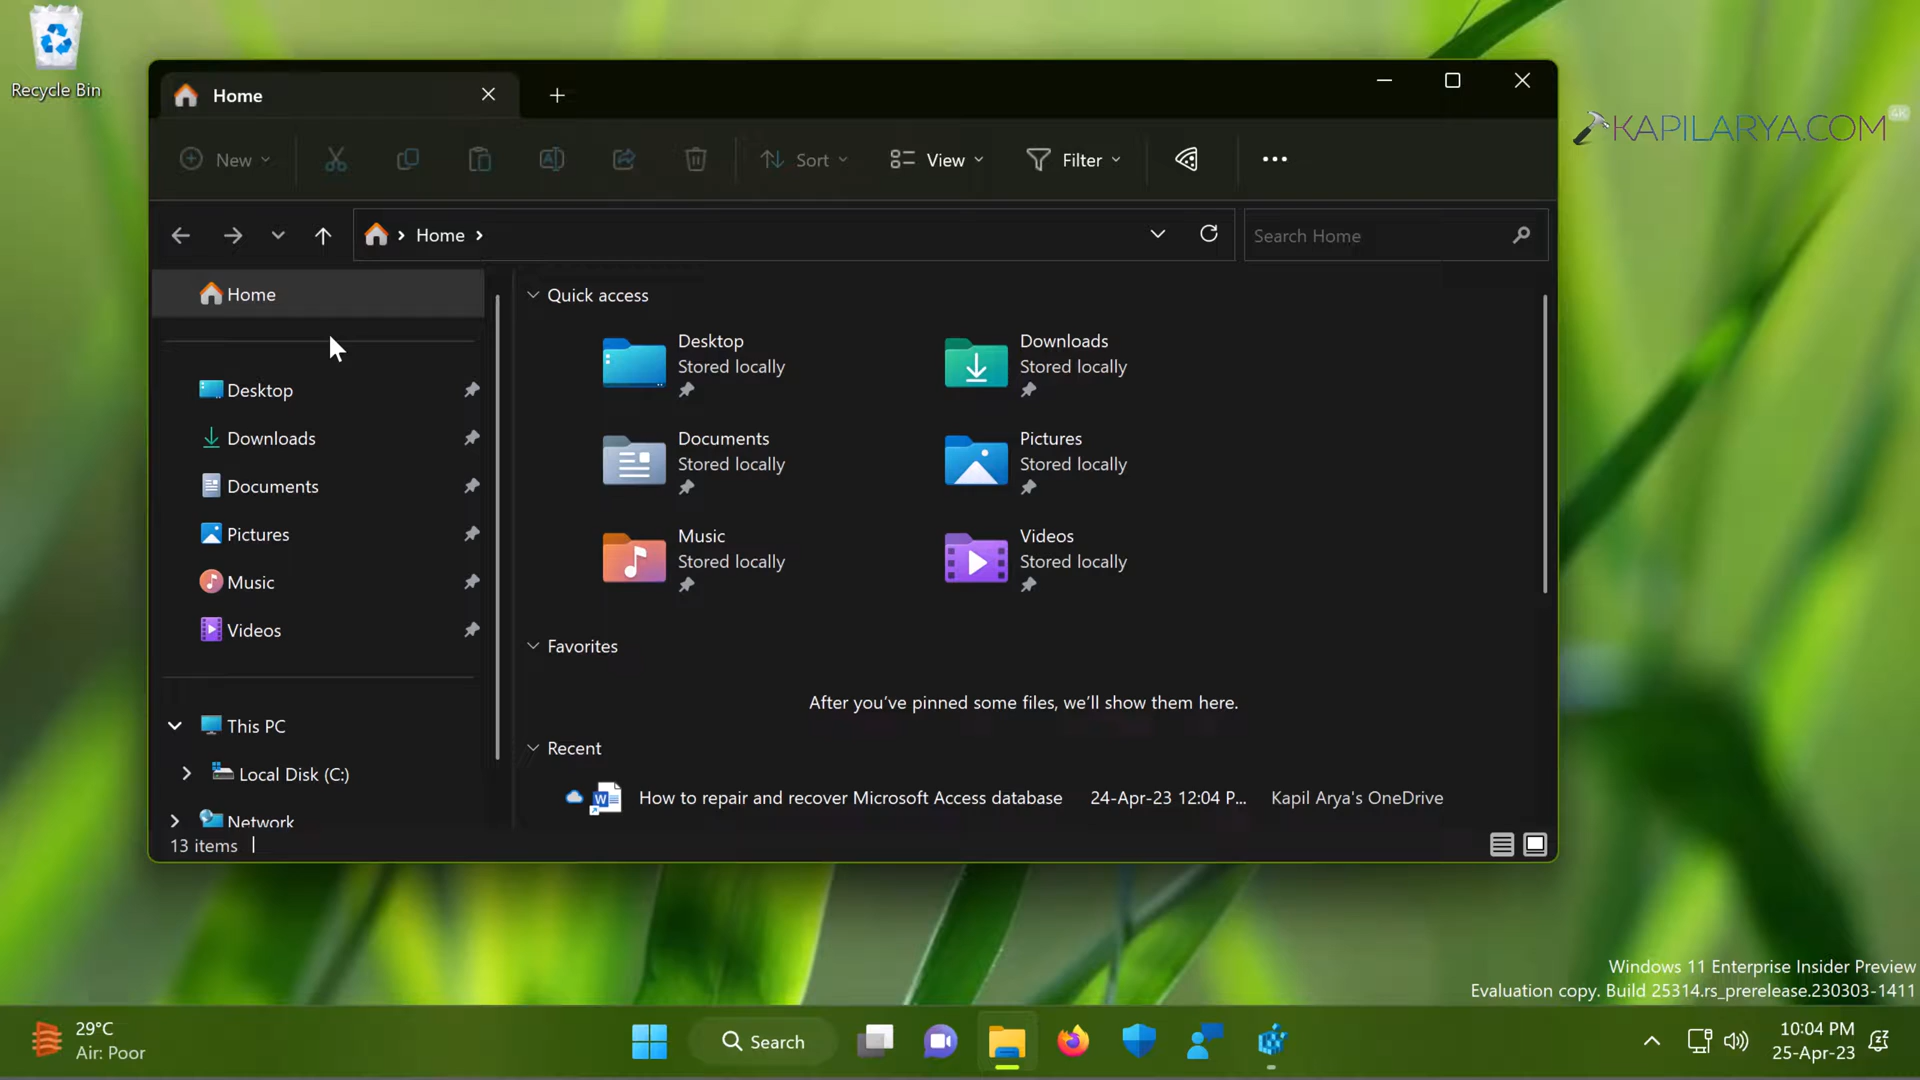 Recycle Bin
Home
KAPILARYA.COM
4K
New
Sort
View
Filter
Home
Search Home
Home
Desktop
Downloads
Documents
Pictures
Music
Videos
This PC
Local Disk (C:)
Network
Quick access
Desktop
Stored locally
Downloads
Stored locally
Documents
Stored locally
Pictures
Stored locally
Music
Stored locally
Videos
Stored locally
Favorites
After you've pinned some files, we'll show them here.
Recent
How to repair and recover Microsoft Access database 24-Apr-23 12:04 P... Kapil Arya's OneDrive
13 items
Windows 11 Enterprise Insider Preview
Evaluation copy. Build 25314.rs_prerelease.230303-1411
29°C
Air: Poor
Search
10:04 PM
25-Apr-23